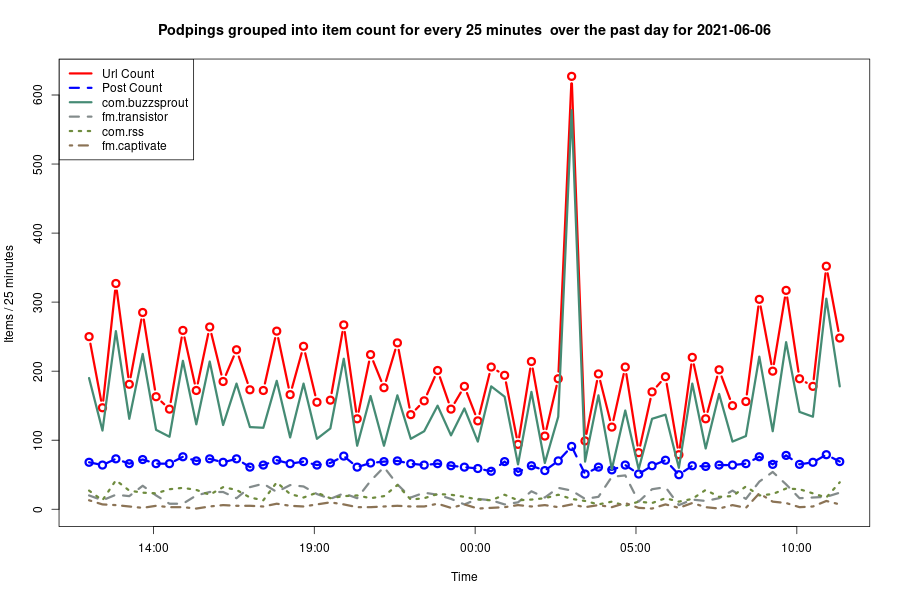 Podpings grouped into item count for every 25 minutes  over the past day for 2021-06-06
Url Count
Post Count
com.buzzsprout
fm.transistor
com.rss
fm.captivate
Items / 25 minutes
600
500
400
300
200
100
0
14:00 19:00 00:00 05:00 10:00
Time